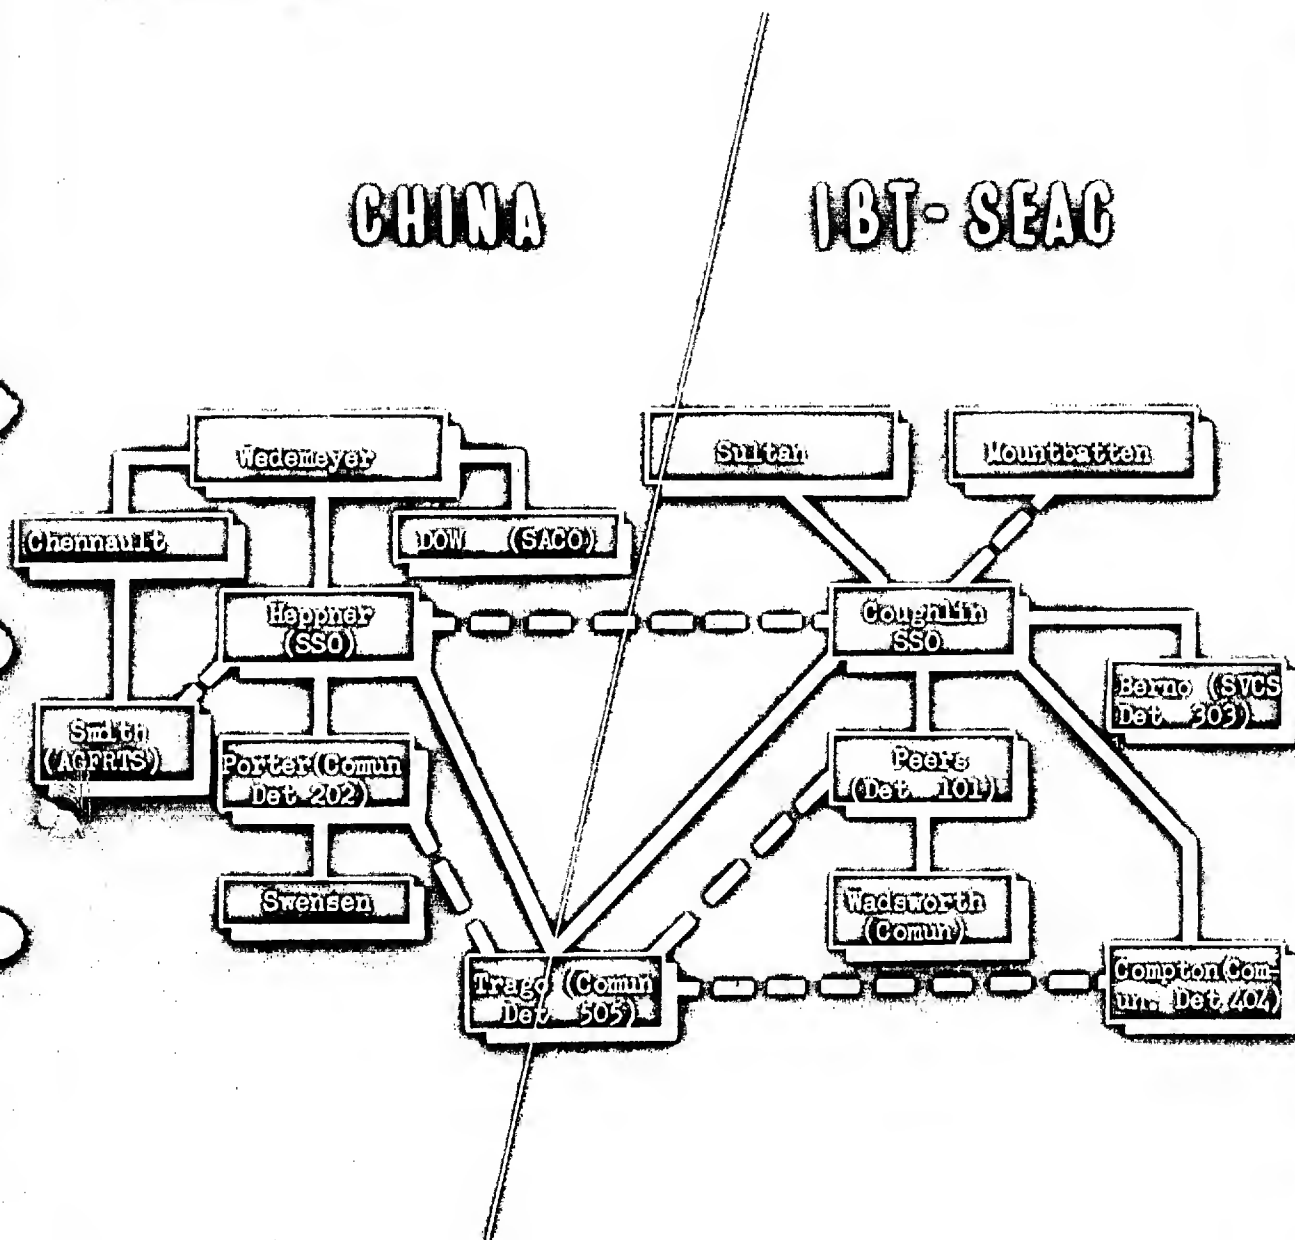 CHINA
IBT-SEAC
Wedemeyer
Sultan
Mountbatten
Chennault
DOW (SACO)
Heppner
(SSO)
Coughlin
SSO
Berno (SVCS
Det 303)
Smith
(AGFRTS)
Porter(Comun
Det 202)
Peers
(Det 101)
Swensen
Wadsworth
(Comun)
Trago (Comun
Det 505)
Compton(Com-
un. Det 404)